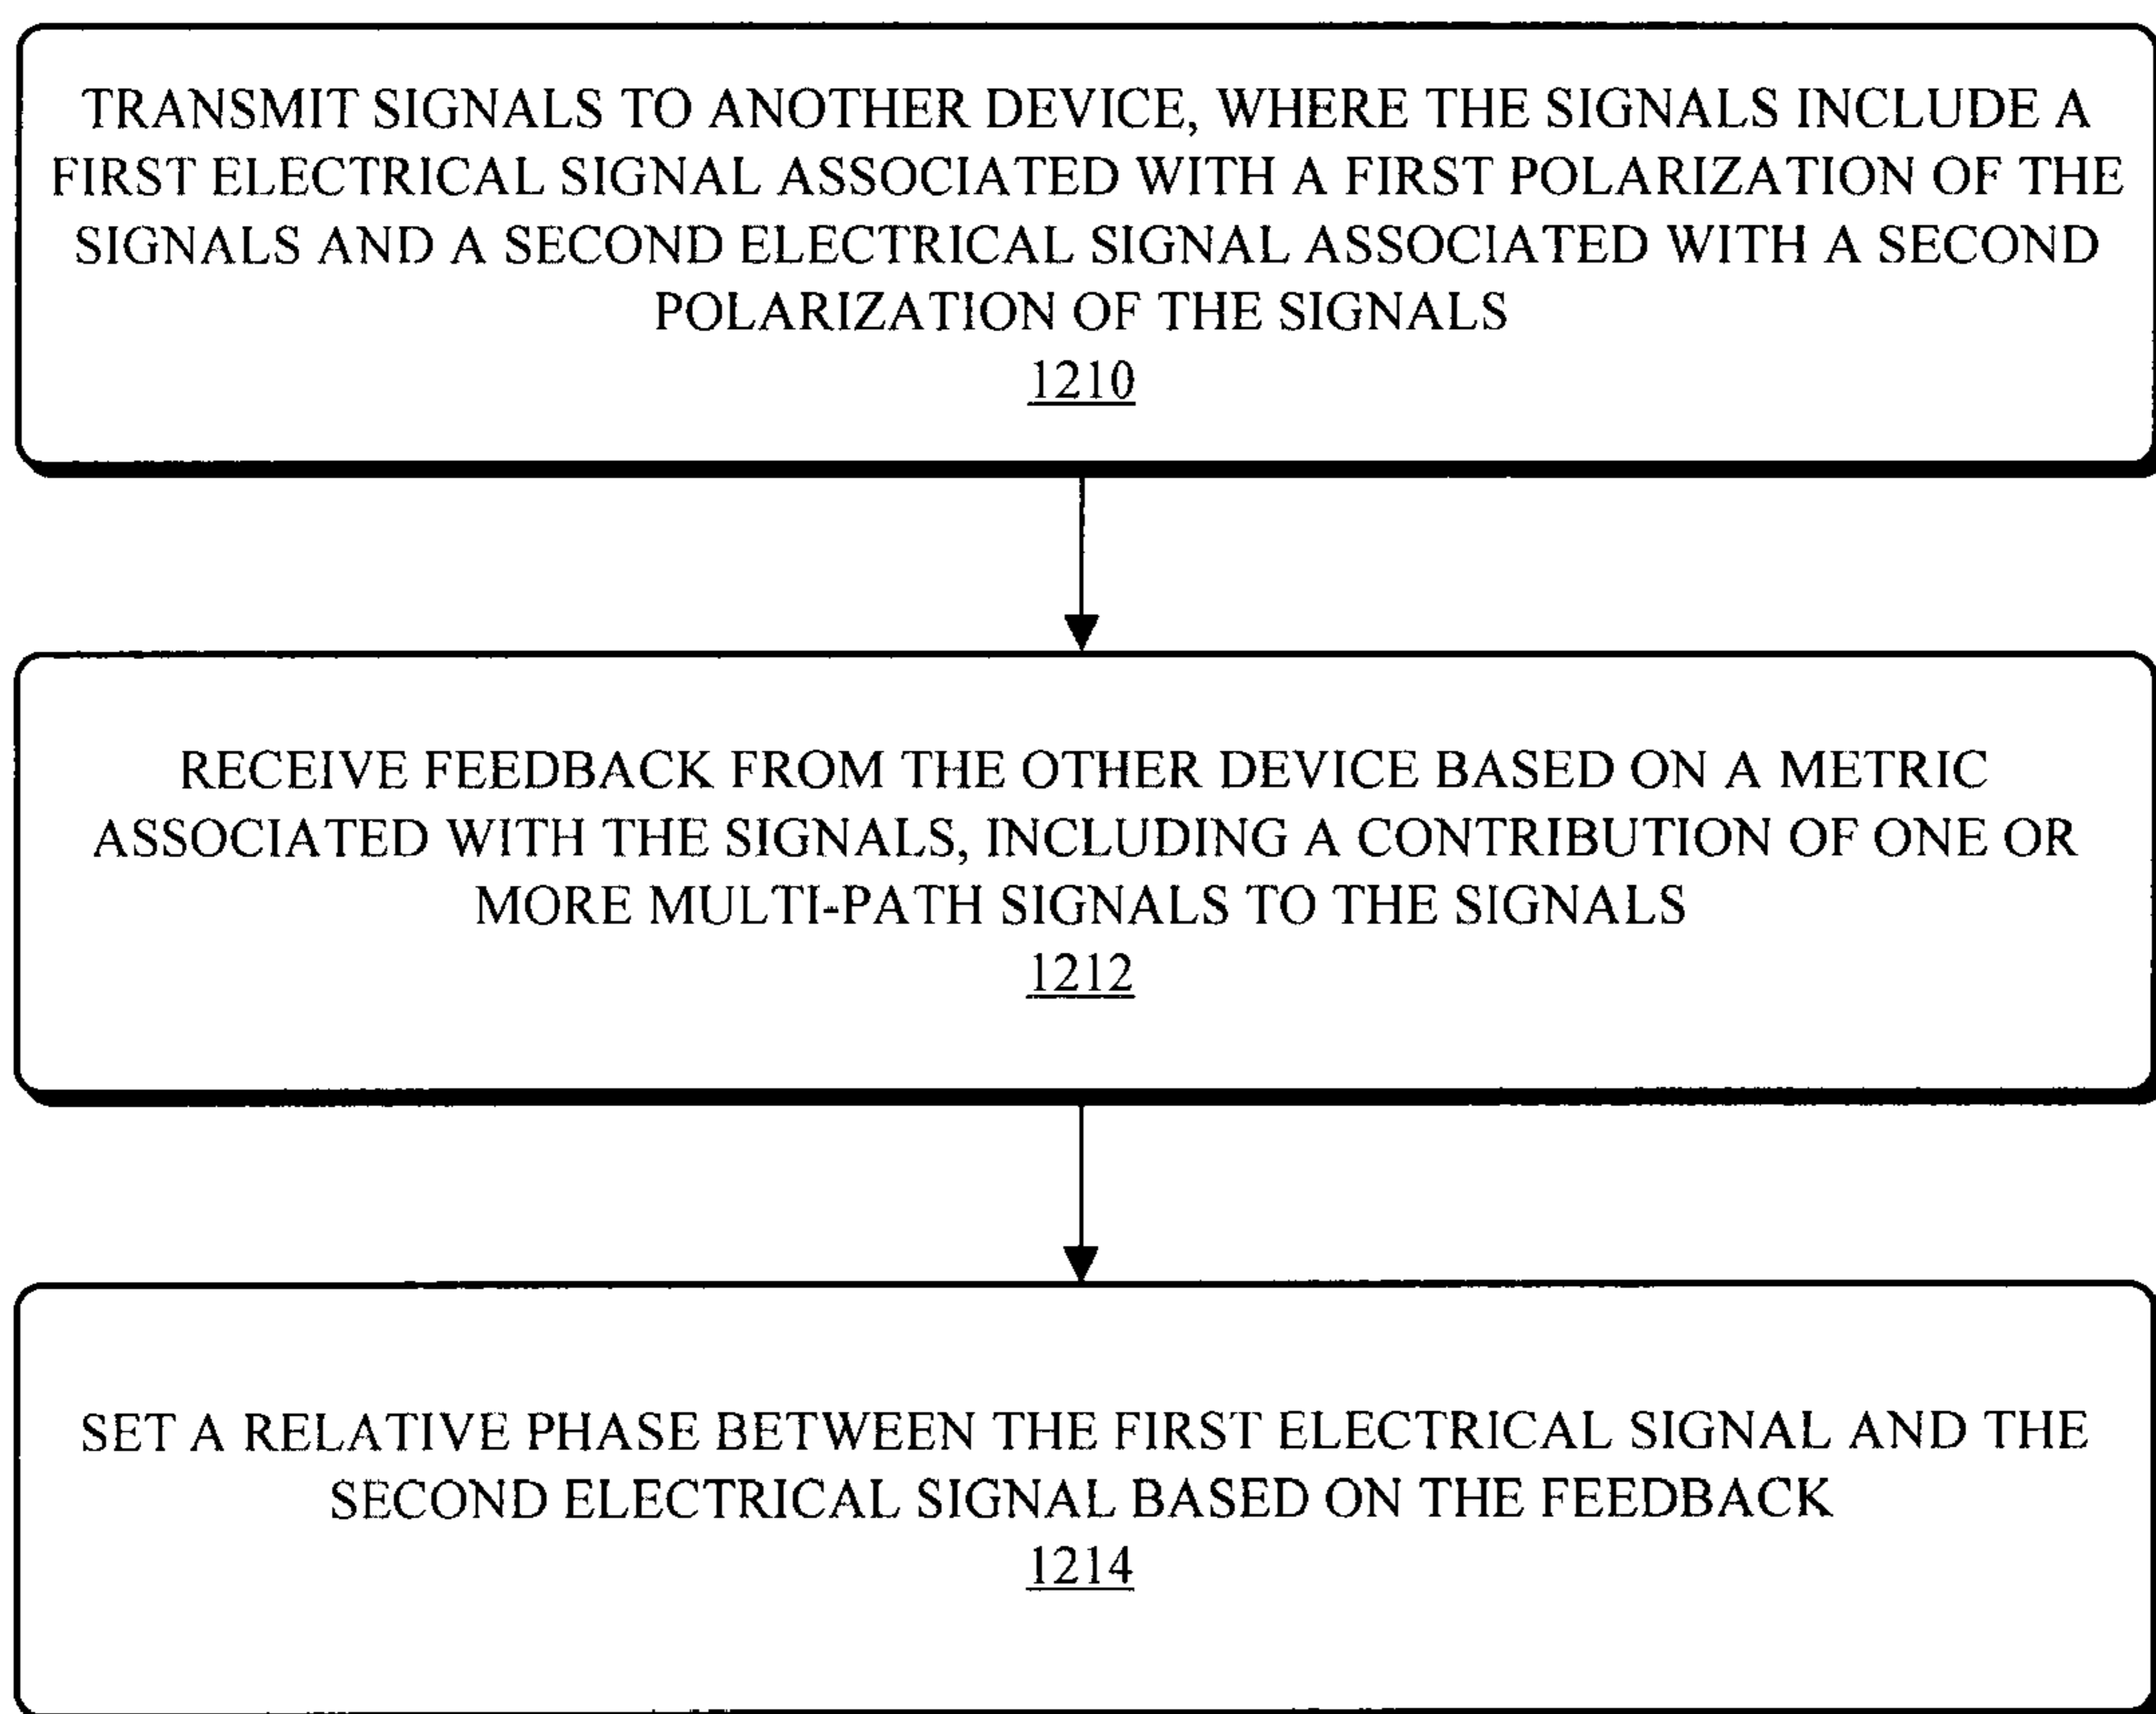 TRANSMIT SIGNALS TO ANOTHER DEVICE, WHERE THE SIGNALS INCLUDE A
FIRST ELECTRICAL SIGNAL ASSOCIATED WITH A FIRST POLARIZATION OF THE
SIGNALS AND A SECOND ELECTRICAL SIGNAL ASSOCIATED WITH A SECOND
POLARIZATION OF THE SIGNALS
1210
RECEIVE FEEDBACK FROM THE OTHER DEVICE BASED ON A METRIC
ASSOCIATED WITH THE SIGNALS, INCLUDING A CONTRIBUTION OF ONE OR
MORE MULTI-PATH SIGNALS TO THE SIGNALS
1212
SET A RELATIVE PHASE BETWEEN THE FIRST ELECTRICAL SIGNAL AND THE
SECOND ELECTRICAL SIGNAL BASED ON THE FEEDBACK
1214